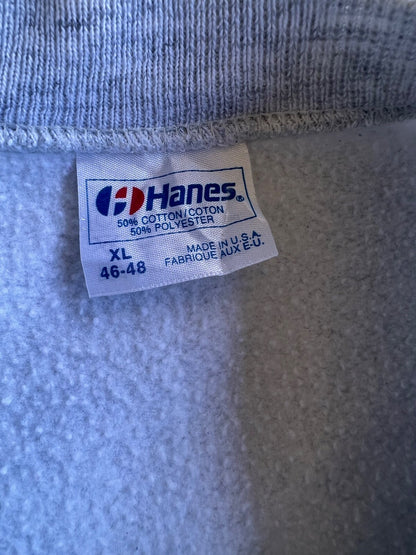 Hanes®
50% COTTON/COTON
50% POLYESTER
XL
46-48
MADE IN U.S.A.
FABRIQUE AUX É.-U.